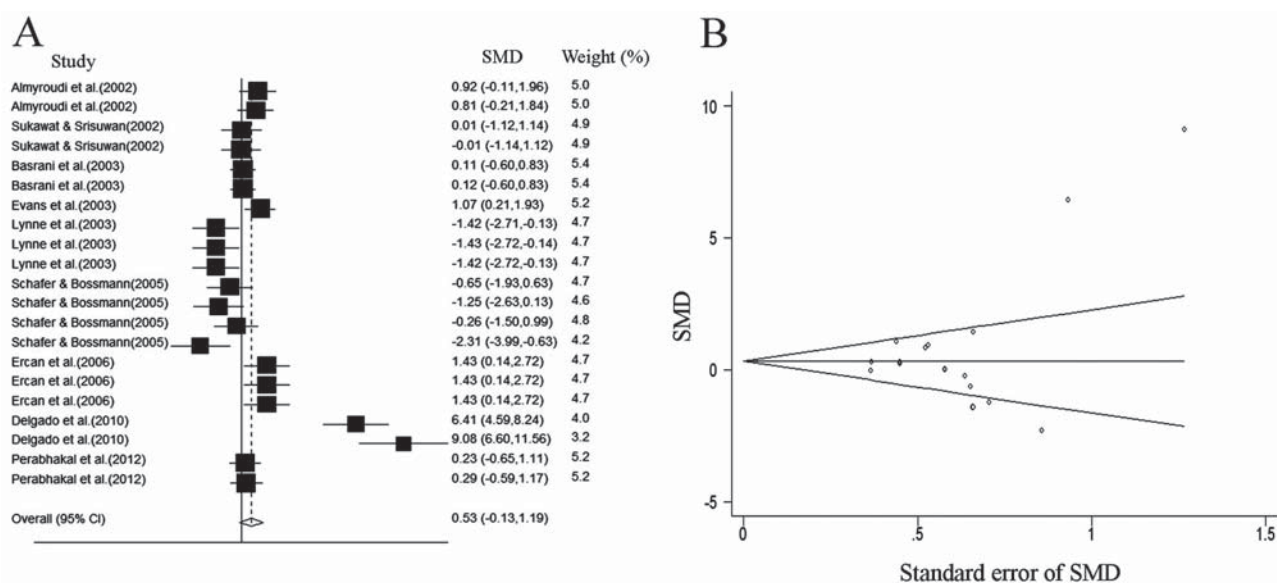 A
Study SMD Weight (%)
Almyroudi et al.(2002) 0.92 (-0.11,1.96) 5.0
Almyroudi et al.(2002) 0.81 (-0.21,1.84) 5.0
Sukawat & Srisuwan(2002) 0.01 (-1.12,1.14) 4.9
Sukawat & Srisuwan(2002) -0.01 (-1.14,1.12) 4.9
Basrani et al.(2003) 0.11 (-0.60,0.83) 5.4
Basrani et al.(2003) 0.12 (-0.60,0.83) 5.4
Evans et al.(2003) 1.07 (0.21,1.93) 5.2
Lynne et al.(2003) -1.42 (-2.71,-0.13) 4.7
Lynne et al.(2003) -1.43 (-2.72,-0.14) 4.7
Lynne et al.(2003) -1.42 (-2.72,-0.13) 4.7
Schafer & Bossmann(2005) -0.65 (-1.93,0.63) 4.7
Schafer & Bossmann(2005) -1.25 (-2.63,0.13) 4.6
Schafer & Bossmann(2005) -0.26 (-1.50,0.99) 4.8
Schafer & Bossmann(2005) -2.31 (-3.99,-0.63) 4.2
Ercan et al.(2006) 1.43 (0.14,2.72) 4.7
Ercan et al.(2006) 1.43 (0.14,2.72) 4.7
Ercan et al.(2006) 1.43 (0.14,2.72) 4.7
Delgado et al.(2010) 6.41 (4.59,8.24) 4.0
Delgado et al.(2010) 9.08 (6.60,11.56) 3.2
Perabhakal et al.(2012) 0.23 (-0.65,1.11) 5.2
Perabhakal et al.(2012) 0.29 (-0.59,1.17) 5.2
Overall (95% CI) 0.53 (-0.13,1.19)
B
10
5
0
-5
SMD
0 .5 1 1.5
Standard error of SMD